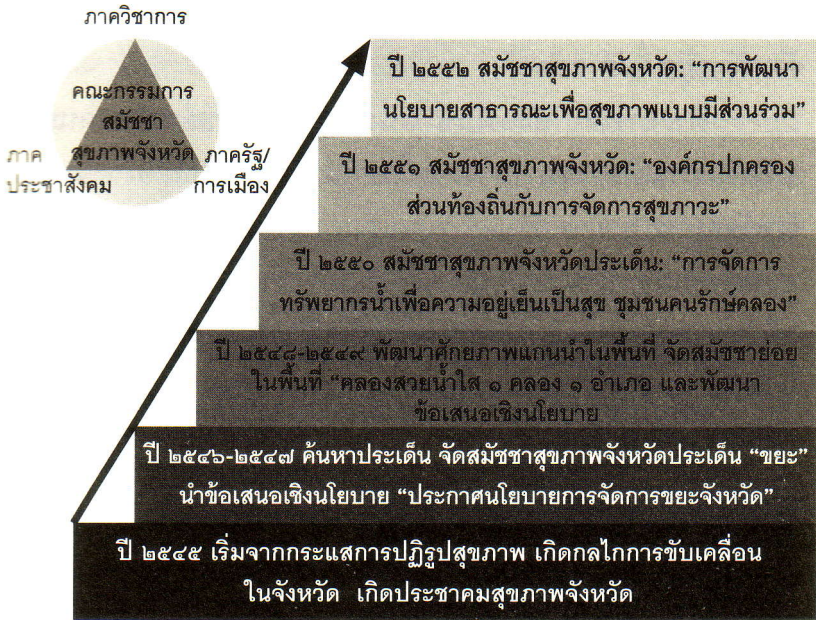 ภาควิชาการ
คณะกรรมการ
สมัชชา
สุขภาพจังหวัด
ภาค
ประชาสังคม
ภาครัฐ/
การเมือง
ปี ๒๕๕๒ สมัชชาสุขภาพจังหวัด: “การพัฒนา
นโยบายสาธารณะเพื่อสุขภาพแบบมีส่วนร่วม”
ปี ๒๕๕๑ สมัชชาสุขภาพจังหวัด: “องค์กรปกครอง
ส่วนท้องถิ่นกับการจัดการสุขภาวะ”
ปี ๒๕๕๐ สมัชชาสุขภาพจังหวัดประเด็น: “การจัดการ
ทรัพยากรน้ำเพื่อความอยู่เย็นเป็นสุข ชุมชนคนรักษ์คลอง”
ปี ๒๕๔๘-๒๕๔๙ พัฒนาศักยภาพแกนนำในพื้นที่ จัดสมัชชาย่อย
ในพื้นที่ “คลองสวยน้ำใส ๑ คลอง ๑ อำเภอ และพัฒนา
ข้อเสนอเชิงนโยบาย
ปี ๒๕๔๖-๒๕๔๗ ค้นหาประเด็น จัดสมัชชาสุขภาพจังหวัดประเด็น “ขยะ”
นำข้อเสนอเชิงนโยบาย “ประกาศนโยบายการจัดการขยะจังหวัด”
ปี ๒๕๔๕ เริ่มจากกระแสการปฏิรูปสุขภาพ เกิดกลไกการขับเคลื่อน
ในจังหวัด เกิดประชาคมสุขภาพจังหวัด